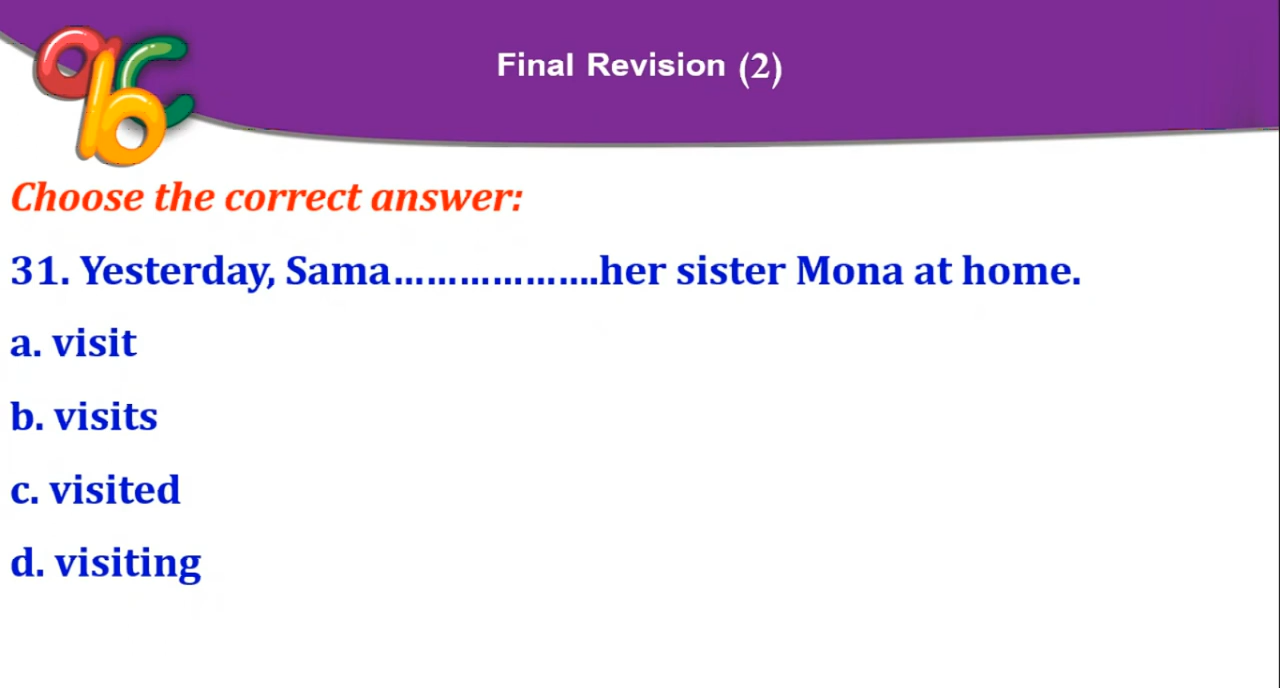 abc
Final Revision (2)
Choose the correct answer:
31. Yesterday, Sama...................her sister Mona at home.
a. visit
b. visits
c. visited
d. visiting